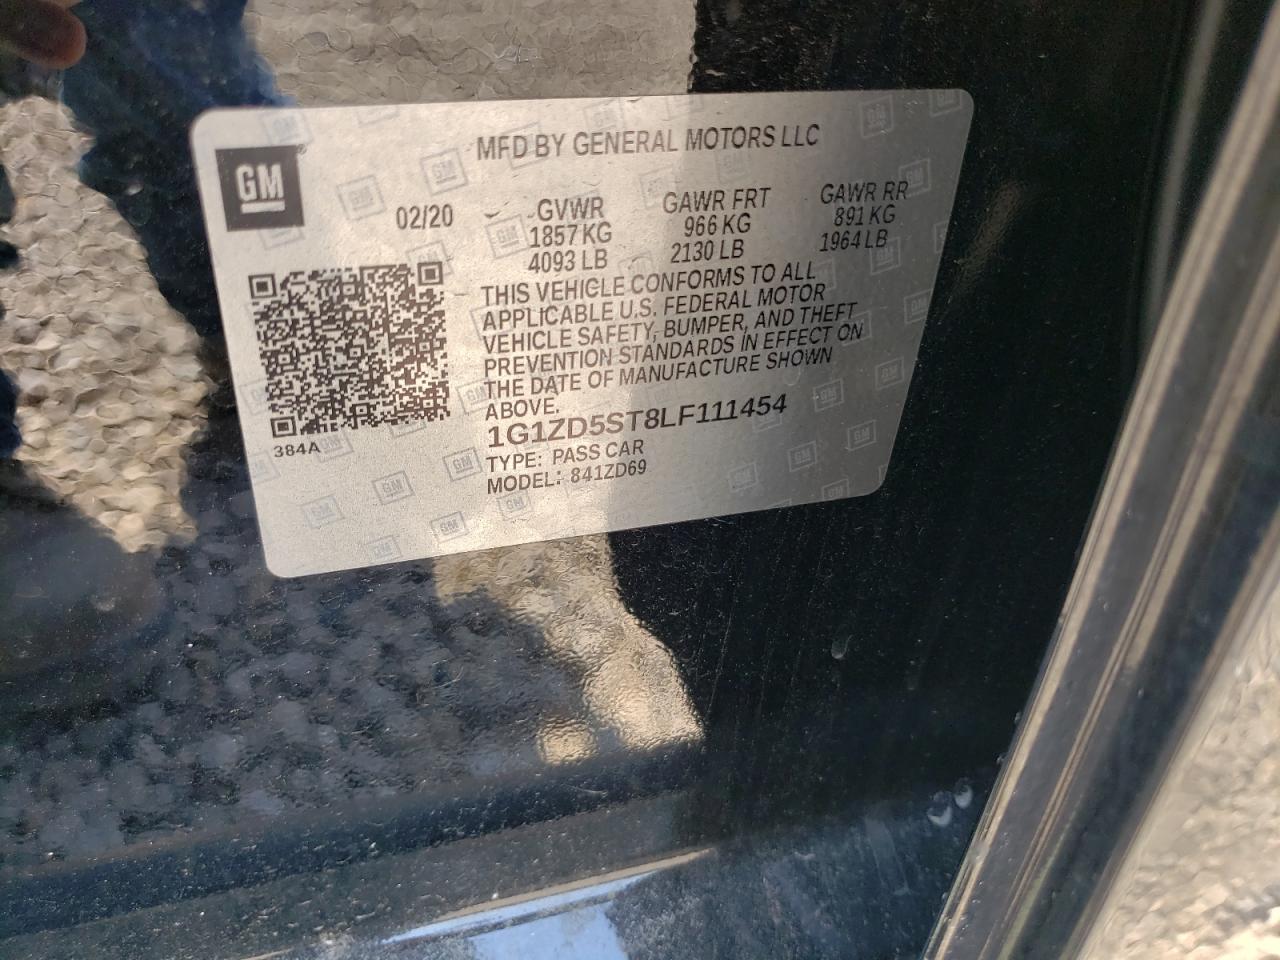 MFD BY GENERAL MOTORS LLC
GM
02/20
GVWR
1857 KG
4093 LB
GAWR FRT
966 KG
2130 LB
GAWR RR
891 KG
1964 LB
THIS VEHICLE CONFORMS TO ALL
APPLICABLE U.S. FEDERAL MOTOR
VEHICLE SAFETY, BUMPER, AND THEFT
PREVENTION STANDARDS IN EFFECT ON
THE DATE OF MANUFACTURE SHOWN
ABOVE.
384A
1G1ZD5ST8LF111454
TYPE: PASS CAR
MODEL: 841ZD69